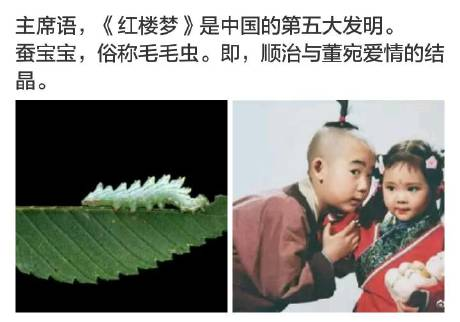 主席语，《红楼梦》是中国的第五大发明。
蚕宝宝，俗称毛毛虫。即，顺治与董宛爱情的结
晶。